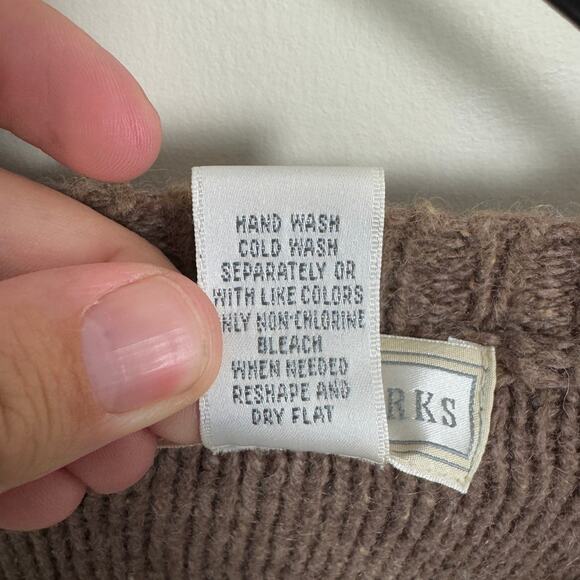 HAND WASH
COLD WASH
SEPARATELY OR
WITH LIKE COLORS
ONLY NON-CHLORINE
BLEACH
WHEN NEEDED
RESHAPE AND
DRY FLAT
RKS